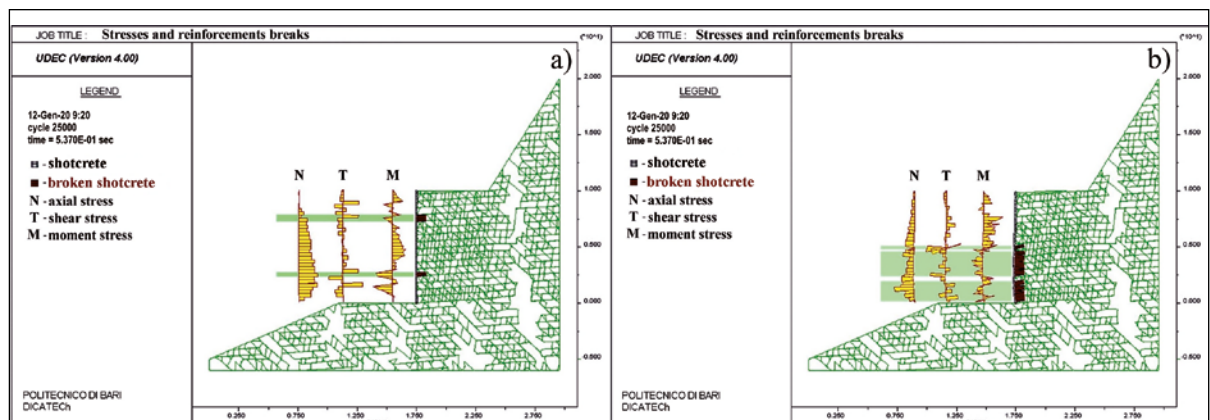 JOB TITLE : Stresses and reinforcements breaks
(*10^1)
UDEC (Version 4.00)
LEGEND
12-Gen-20 9:20
cycle 25000
time = 5.370E-01 sec
- shotcrete
- broken shotcrete
N - axial stress
T - shear stress
M - moment stress
POLITECNICO DI BARI
DICATECh
a)
N T M
2.000
1.500
1.000
0.500
0.000
-0.500
0.250 0.750 1.250 1.750 2.250 2.750
JOB TITLE : Stresses and reinforcements breaks
(*10^1)
UDEC (Version 4.00)
LEGEND
12-Gen-20 9:20
cycle 25000
time = 5.370E-01 sec
- shotcrete
- broken shotcrete
N - axial stress
T - shear stress
M - moment stress
POLITECNICO DI BARI
DICATECh
b)
N T M
2.000
1.500
1.000
0.500
0.000
-0.500
0.250 0.750 1.250 1.750 2.250 2.750